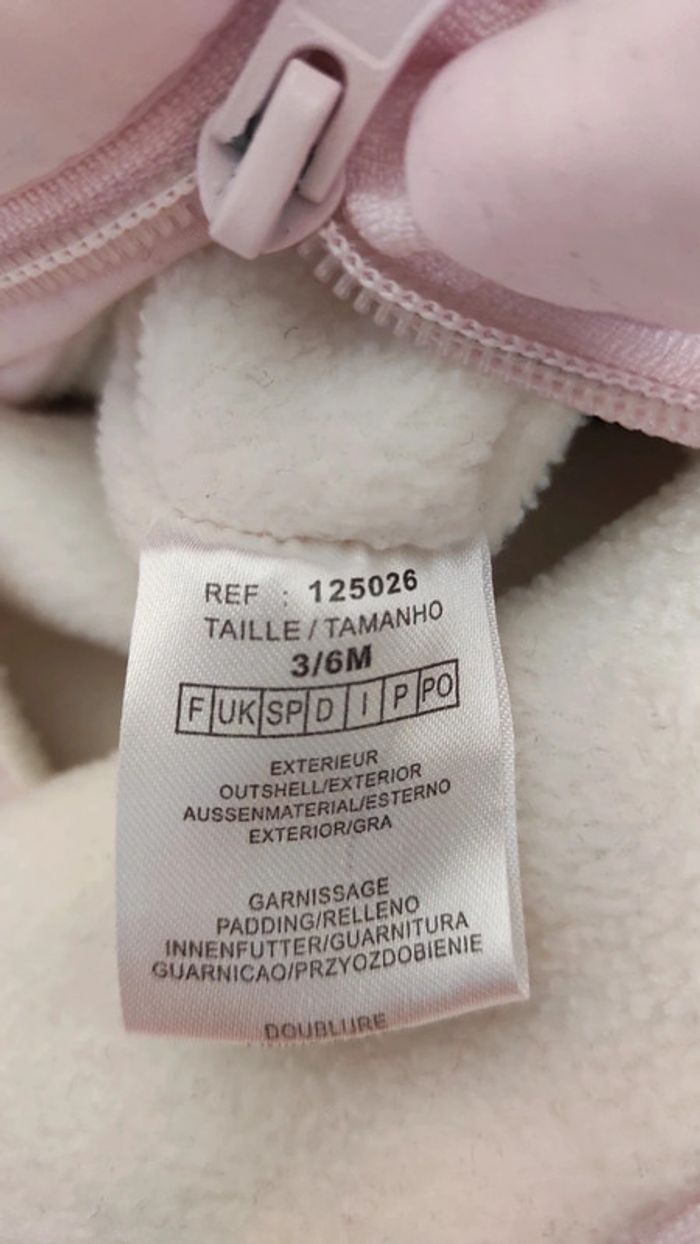 REF : 125026
TAILLE / TAMANHO
3/6M
F UK SP D I P PO
EXTERIEUR
OUTSHELL/EXTERIOR
AUSSENMATERIAL/ESTERNO
EXTERIOR/GRA
GARNISSAGE
PADDING/RELLENO
INNENFUTTER/GUARNITURA
GUARNICAO/PRZYOZDOBIENIE
DOUBLURE